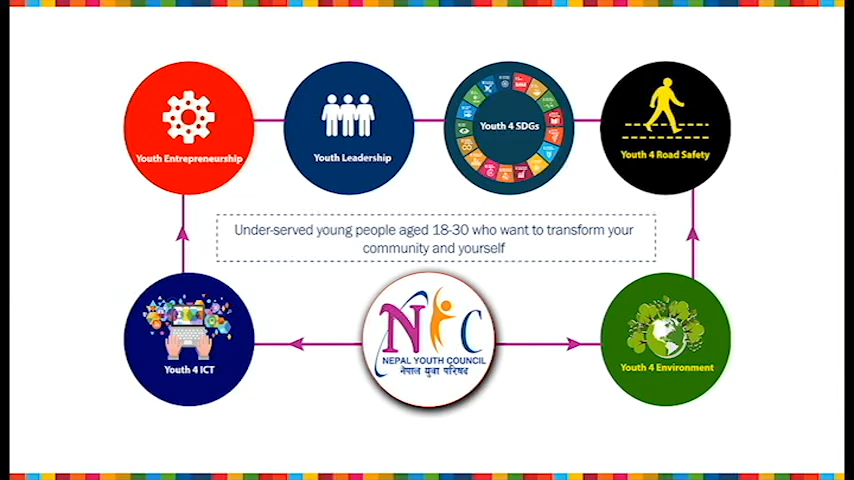 Youth Entrepreneurship
Youth Leadership
Youth 4 SDGs
Youth 4 Road Safety
Under-served young people aged 18-30 who want to transform your
community and yourself
Youth 4 ICT
NYC
NEPAL YOUTH COUNCIL
नेपाल युवा परिषद
Youth 4 Environment